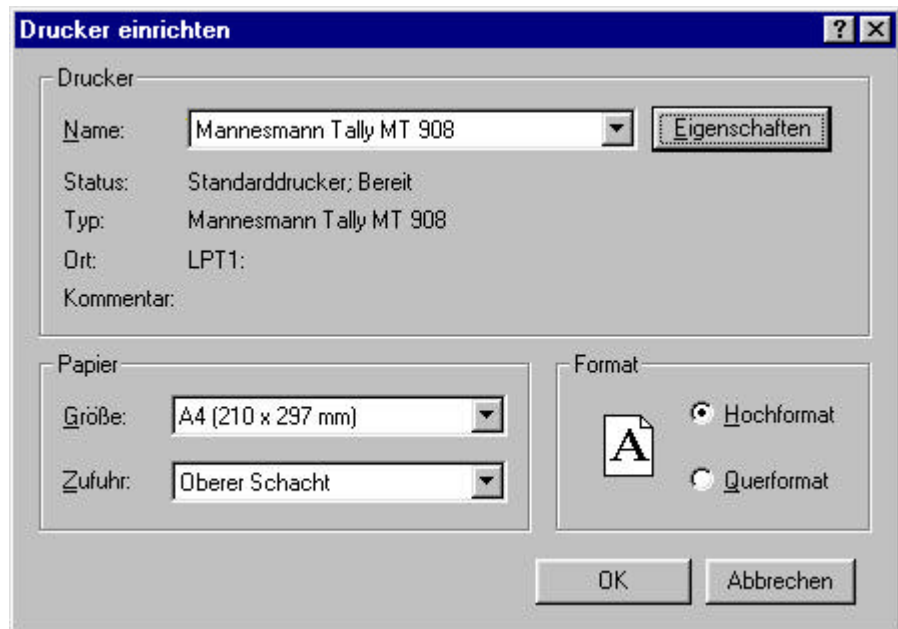 Drucker einrichten
Drucker
Name: Mannesmann Tally MT 908 Eigenschaften
Status: Standarddrucker; Bereit
Typ: Mannesmann Tally MT 908
Ort: LPT1:
Kommentar:
Papier
Größe: A4 (210 x 297 mm)
Zufuhr: Oberer Schacht
Format
A
Hochformat
Querformat
OK Abbrechen